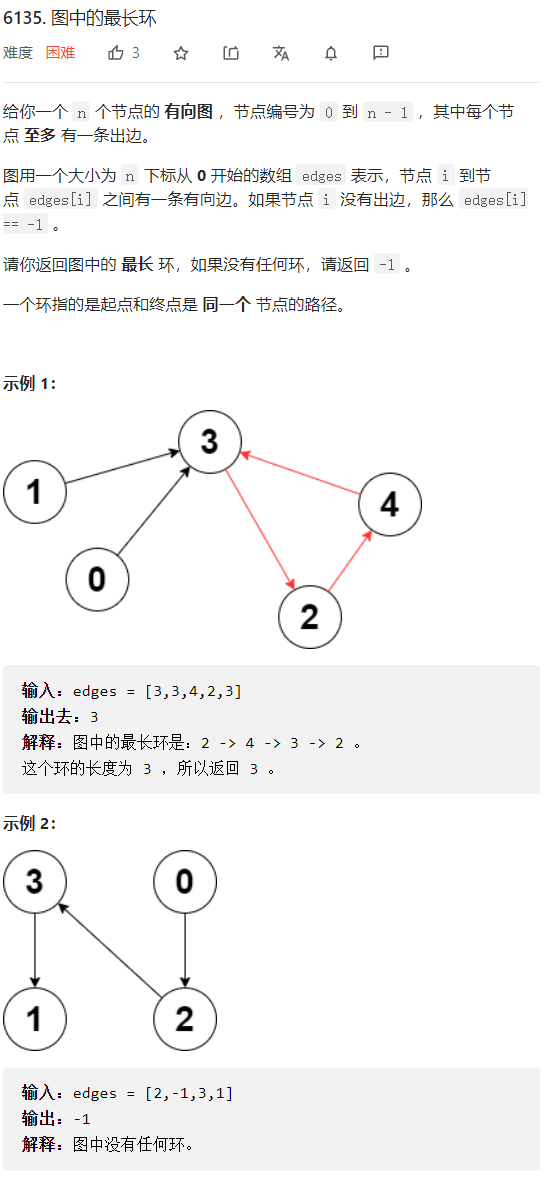 6135. 图中的最长环
难度 困难 3
给你一个 n 个节点的 有向图 ，节点编号为 0 到 n - 1 ，其中每个节
点 至多 有一条出边。
图用一个大小为 n 下标从 0 开始的数组 edges 表示，节点 i 到节
点 edges[i] 之间有一条有向边。如果节点 i 没有出边，那么 edges[i]
== -1 。
请你返回图中的 最长 环，如果没有任何环，请返回 -1 。
一个环指的是起点和终点是 同一个 节点的路径。
示例 1：
3
1
4
0
2
输入：edges = [3,3,4,2,3]
输出去：3
解释：图中的最长环是：2 -> 4 -> 3 -> 2 。
这个环的长度为 3 ，所以返回 3 。
示例 2：
3 0
1 2
输入：edges = [2,-1,3,1]
输出：-1
解释：图中没有任何环。